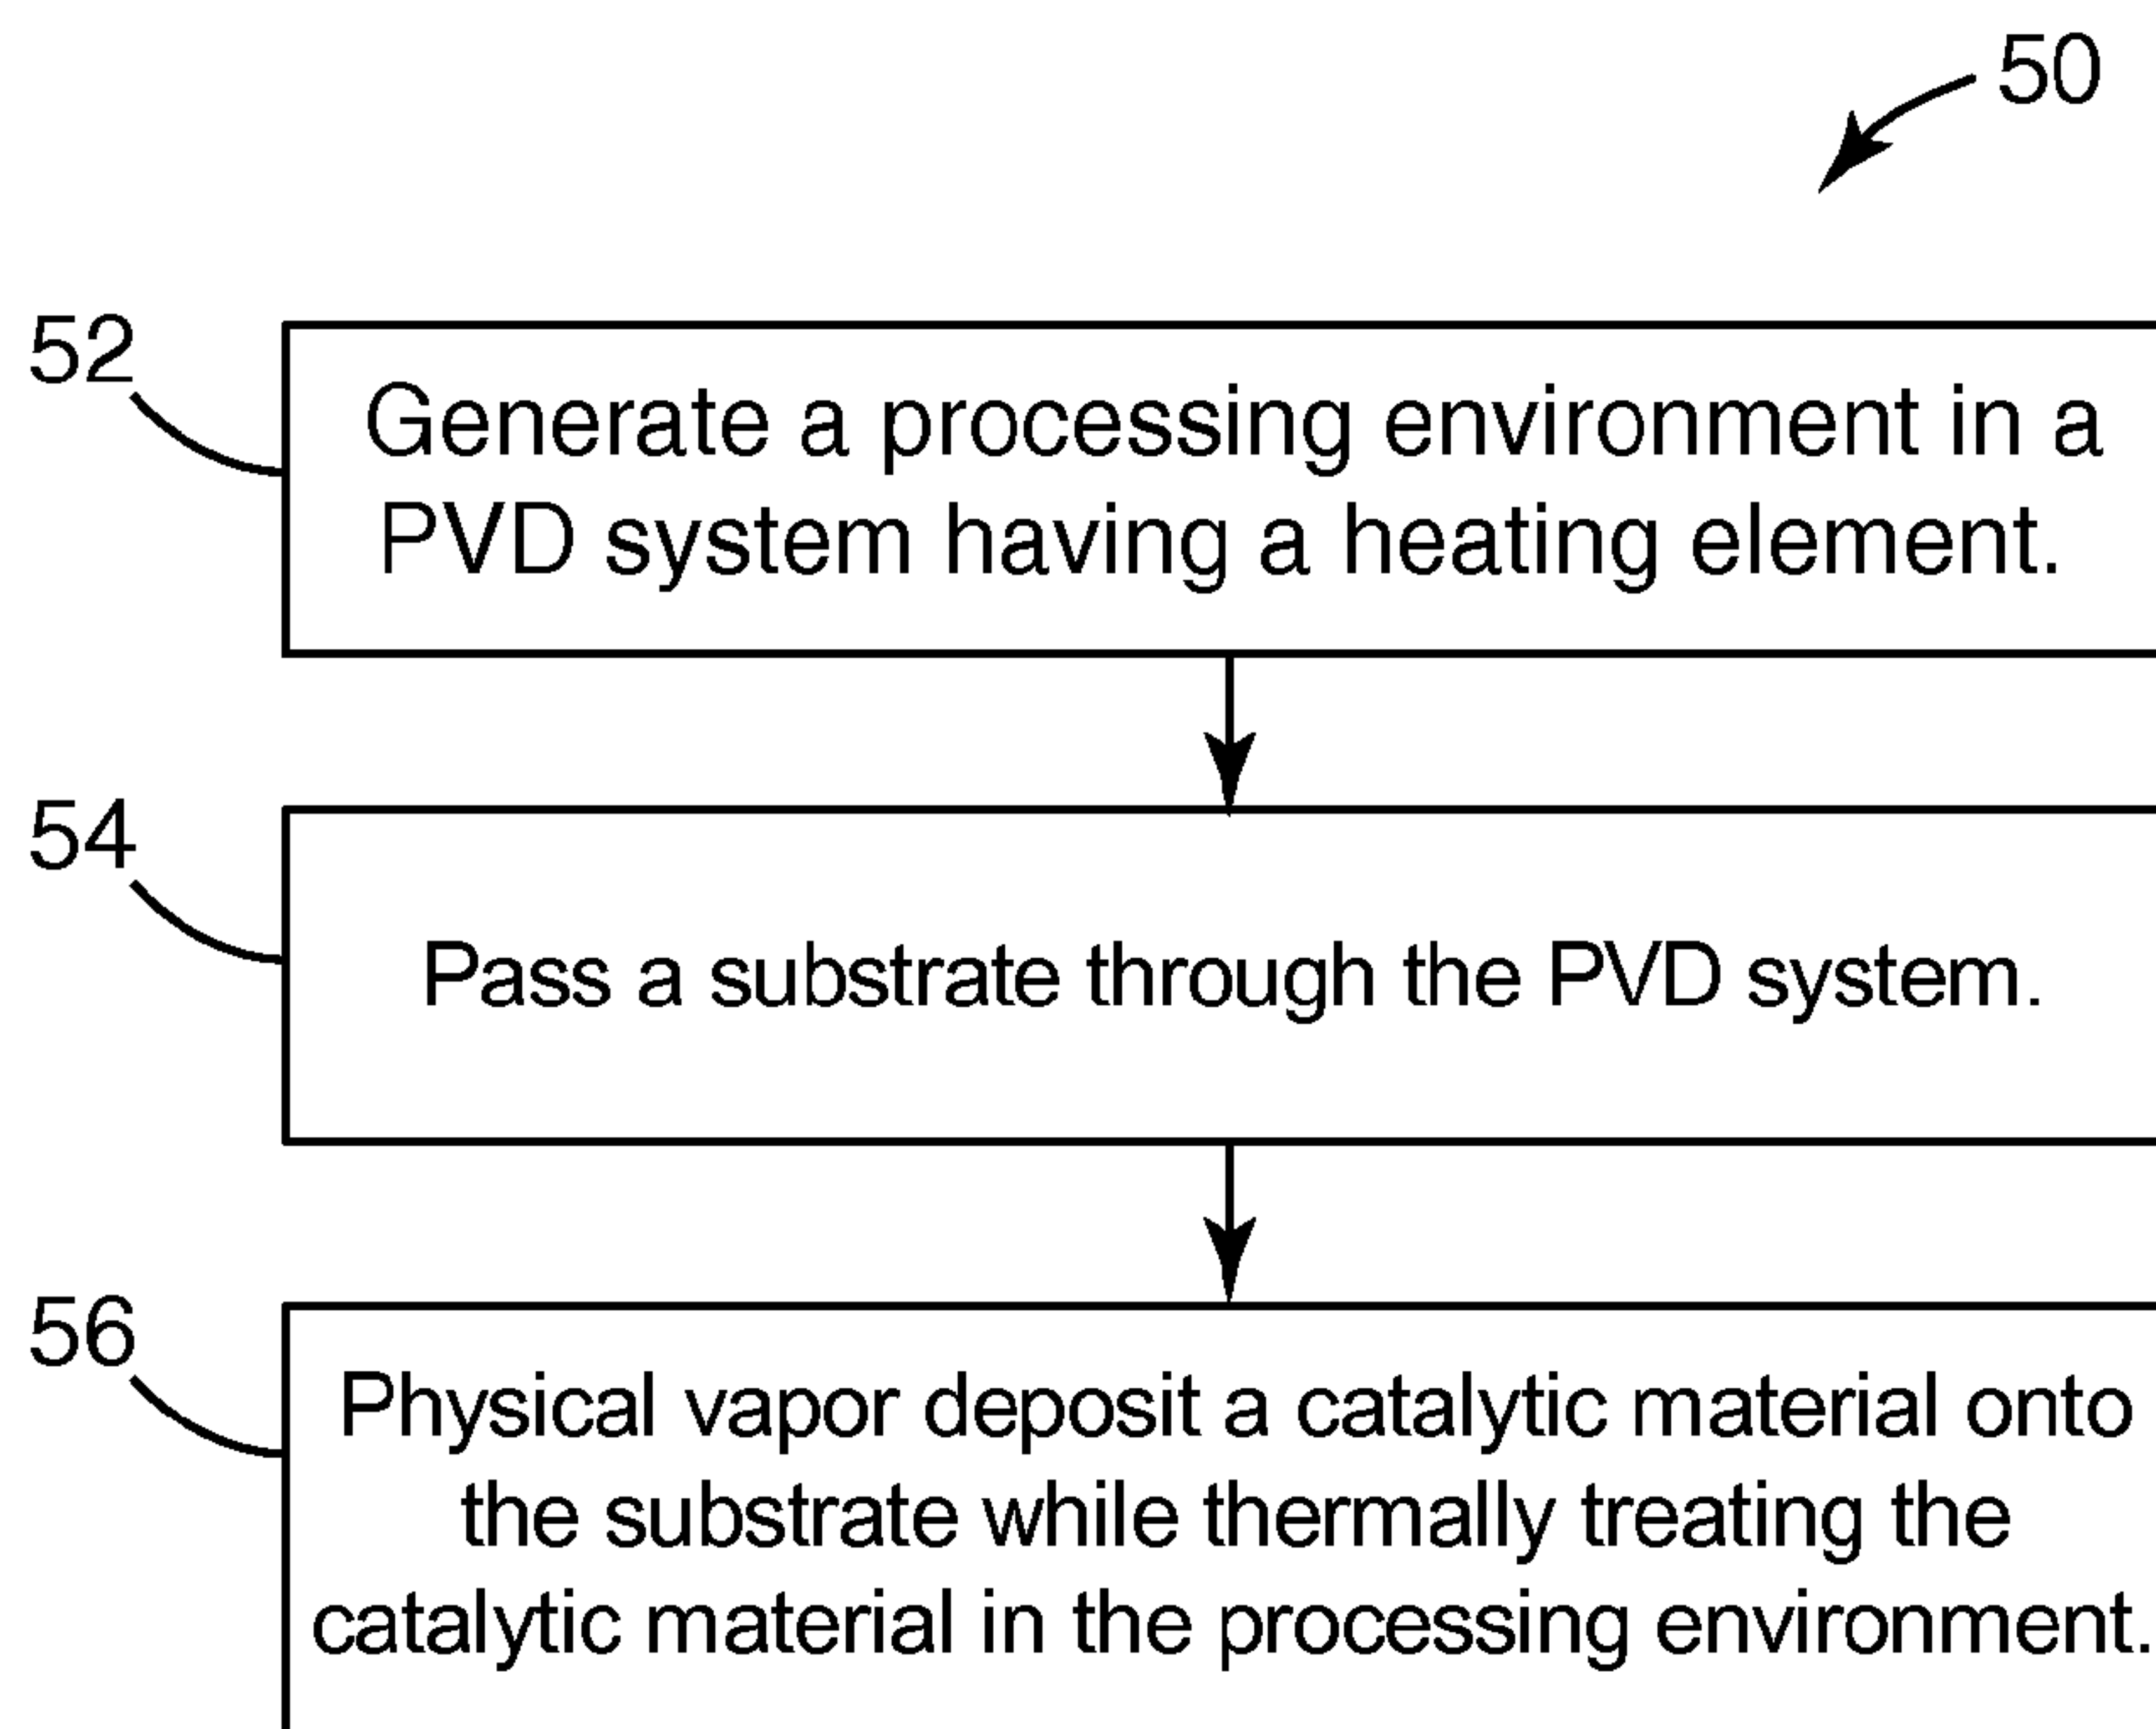 50
52
Generate a processing environment in a
PVD system having a heating element.
54
Pass a substrate through the PVD system.
56
Physical vapor deposit a catalytic material onto
the substrate while thermally treating the
catalytic material in the processing environment.